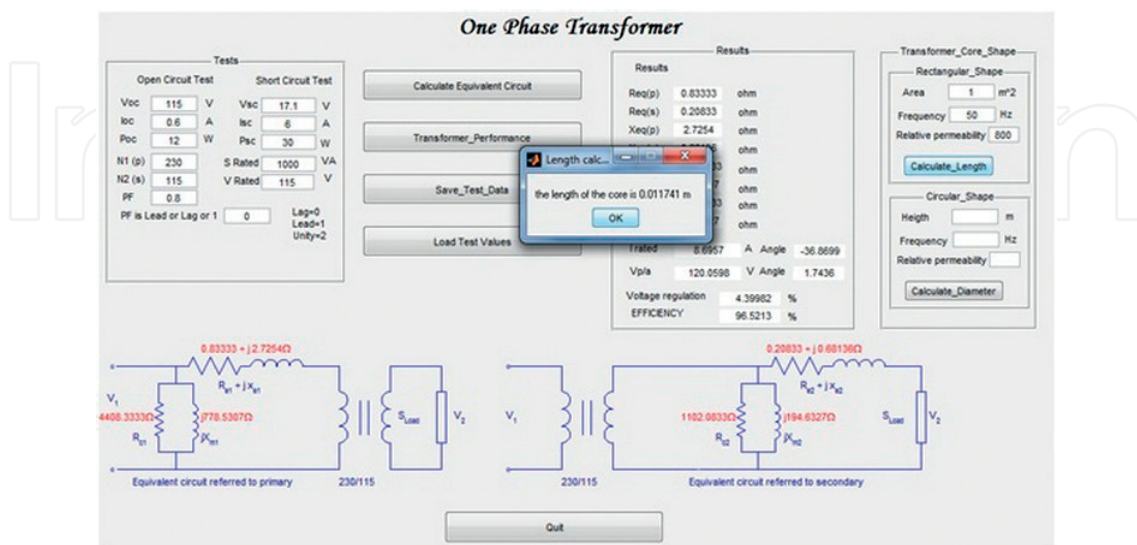 One Phase Transformer
Tests
Open Circuit Test Short Circuit Test
Voc 115 V Vsc 17.1 V
Ioc 0.6 A Isc 6 A
Poc 12 W Psc 30 W
N1 (p) 230 S Rated 1000 VA
N2 (s) 115 V Rated 115 V
PF 0.8
PF is Lead or Lag or 1 0 Lag=0
Lead=1
Unity=2
Calculate Equivalent Circuit
Transformer_Performance
Save_Test_Data
Load Test Values
Results
Results
Req(p) 0.83333 ohm
Req(s) 0.20833 ohm
Xeq(p) 2.7254 ohm
ohm
ohm
ohm
ohm
ohm
8.6957 A Angle -36.8699
Vp/a 120.0598 V Angle 1.7436
Voltage regulation 4.39982 %
EFFICENCY 96.5213 %
Length calc...
the length of the core is 0.011741 m
OK
Transformer_Core_Shape
Rectangular_Shape
Area 1 m^2
Frequency 50 Hz
Relative permeability 800
Calculate_Length
Circular_Shape
Heigth m
Frequency Hz
Relative permeability
Calculate_Diameter
0.83333 + j2.7254Ω
Re1 + jxe1
V1
4408.3333Ω
j778.5307Ω
Rc1
jXm1
SLoad
V2
Equivalent circuit referred to primary
230/115
0.20833 + j0.68136Ω
Re2 + jxe2
V1
1102.0833Ω
j194.6327Ω
Rc2
jXm2
SLoad
V2
230/115
Equivalent circuit referred to secondary
Quit